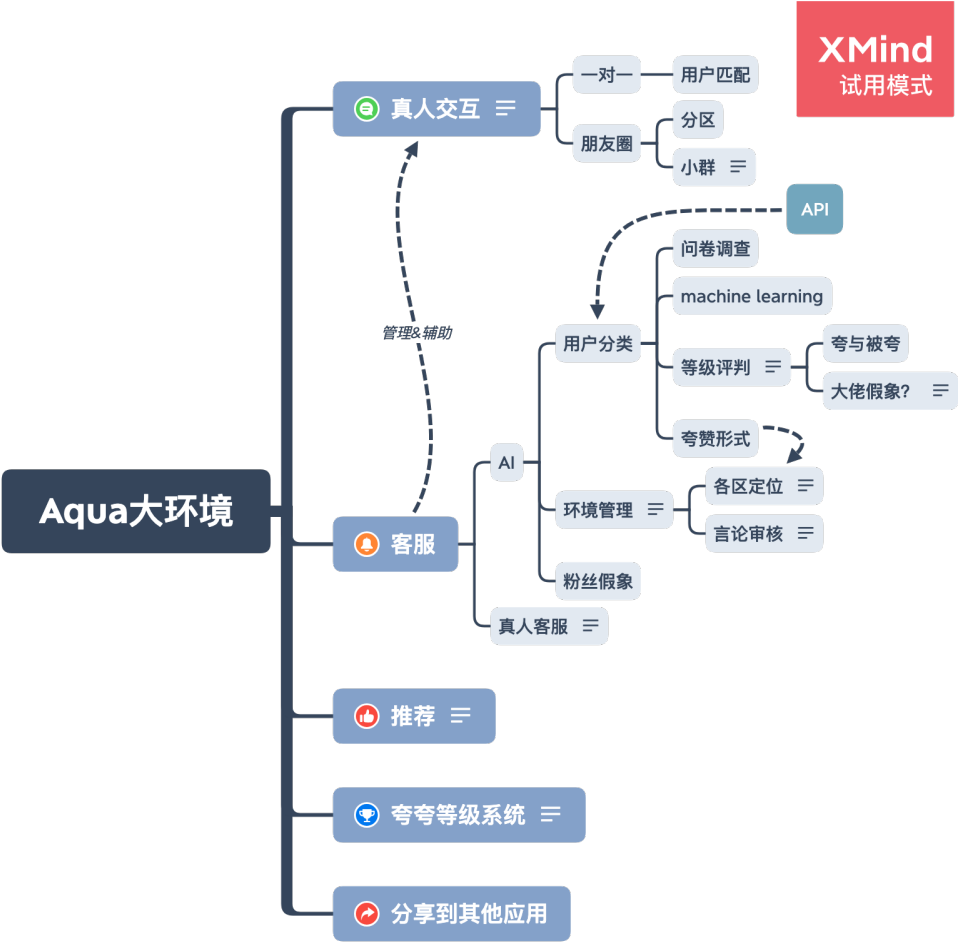 XMind
试用模式
一对一
用户匹配
真人交互
朋友圈
分区
小群
API
问卷调查
machine learning
管理&辅助
用户分类
等级评判
夸与被夸
大佬假象？
夸赞形式
AI
各区定位
Aqua大环境
环境管理
言论审核
客服
粉丝假象
真人客服
推荐
夸夸等级系统
分享到其他应用